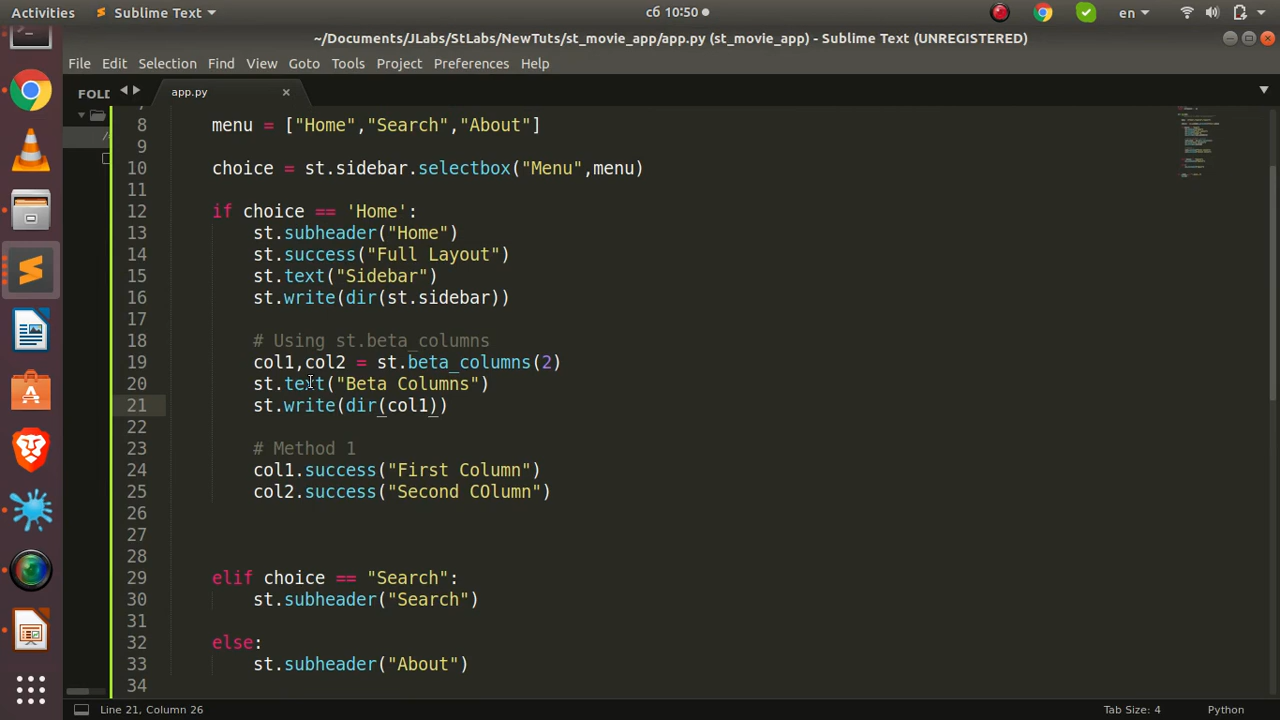 Activities Sublime Text сб 10:50 en
~/Documents/JLabs/StLabs/NewTuts/st_movie_app/app.py (st_movie_app) - Sublime Text (UNREGISTERED)
File Edit Selection Find View Goto Tools Project Preferences Help
FOLD app.py
8 menu = ["Home","Search","About"]
9
10 choice = st.sidebar.selectbox("Menu",menu)
11
12 if choice == 'Home':
13 st.subheader("Home")
14 st.success("Full Layout")
15 st.text("Sidebar")
16 st.write(dir(st.sidebar))
17
18 # Using st.beta_columns
19 col1,col2 = st.beta_columns(2)
20 st.text("Beta Columns")
21 st.write(dir(col1))
22
23 # Method 1
24 col1.success("First Column")
25 col2.success("Second COlumn")
26
27
28
29 elif choice == "Search":
30 st.subheader("Search")
31
32 else:
33 st.subheader("About")
34
Line 21, Column 26 Tab Size: 4 Python